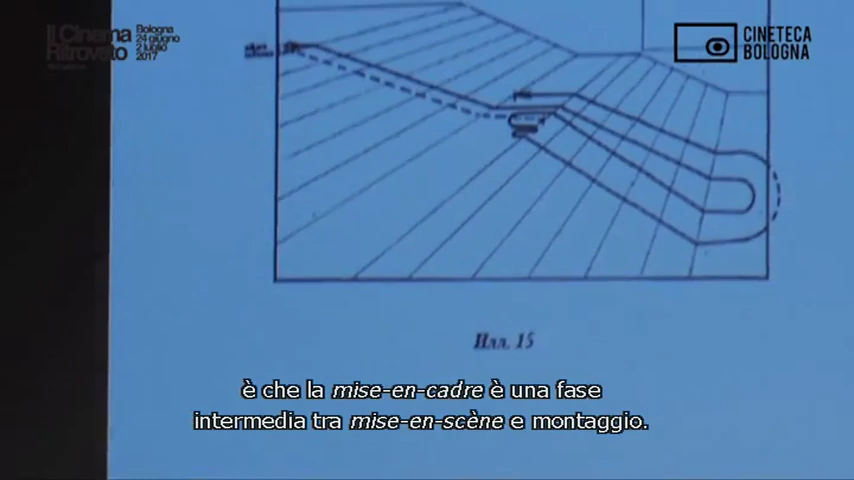 Il Cinema
Ritrovato
Bologna
24 giugno
2 luglio
2017
CINETECA
BOLOGNA
Илл. 15
è che la mise-en-cadre è una fase
intermedia tra mise-en-scène e montaggio.